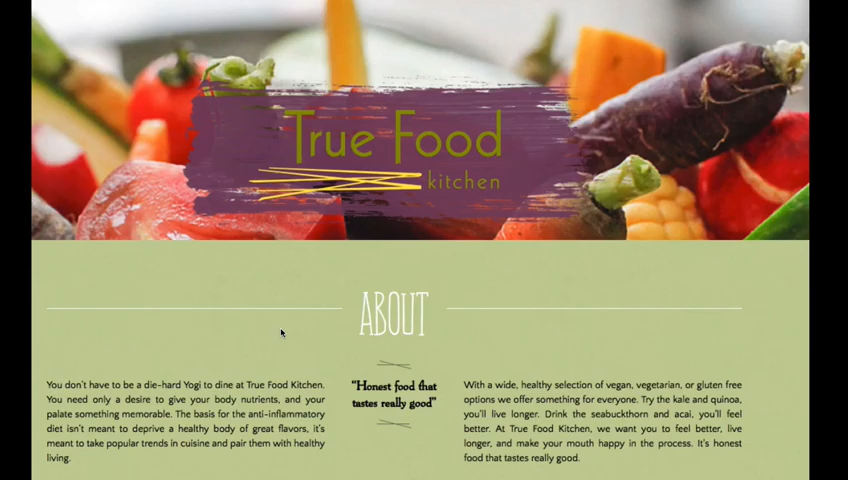 True Food
kitchen
ABOUT
You don't have to be a die-hard Yogi to dine at True Food Kitchen.
You need only a desire to give your body nutrients, and your
palate something memorable. The basis for the anti-inflammatory
diet isn't meant to deprive a healthy body of great flavors, it's
meant to take popular trends in cuisine and pair them with healthy
living.
"Honest food that
tastes really good"
With a wide, healthy selection of vegan, vegetarian, or gluten free
options we offer something for everyone. Try the kale and quinoa,
you'll live longer. Drink the seabuckthorn and acai, you'll feel
better. At True Food Kitchen, we want you to feel better, live
longer, and make your mouth happy in the process. It's honest
food that tastes really good.